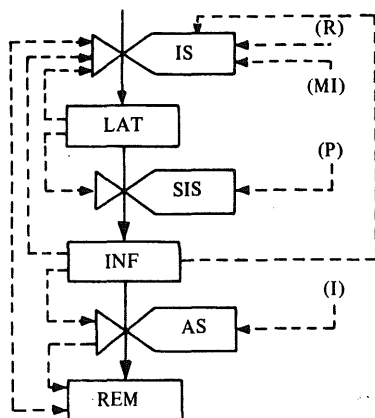 (R)
IS
(MI)
LAT
(P)
SIS
INF
(I)
AS
REM